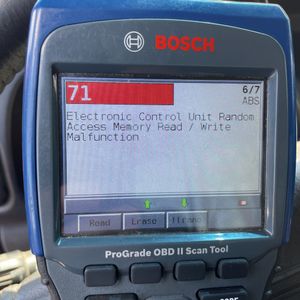 BOSCH
71
6/7
ABS
Electronic Control Unit Random
Access Memory Read / Write
Malfunction
Read
Erase
ProGrade OBD II Scan Tool
CODE